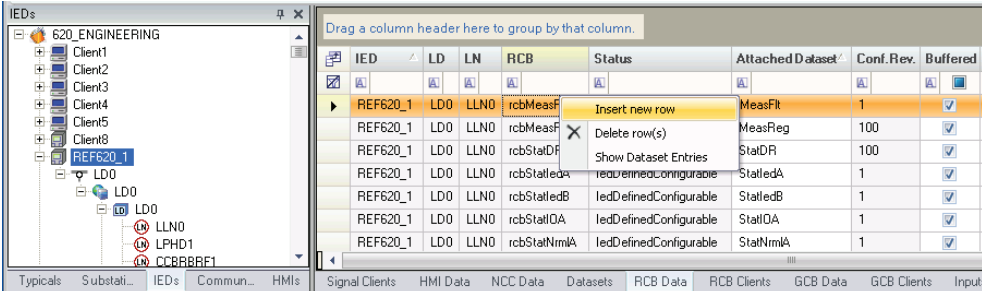 IEDs
620_ENGINEERING
Client1
Client2
Client3
Client4
Client5
Client8
REF620_1
LD0
LD0
LD0
LLN0
LPHD1
CCBRBRF1
Typicals Substati... IEDs Commun... HMIs
Drag a column header here to group by that column.
IED LD LN RCB Status Attached Dataset Conf.Rev. Buffered
REF620_1 LD0 LLN0 rcbMeasF MeasFlt 1
REF620_1 LD0 LLN0 rcbMeasF MeasReg 100
REF620_1 LD0 LLN0 rcbStatDR StatDR 100
REF620_1 LD0 LLN0 rcbStatledA IedDefinedConfigurable StatledA 1
REF620_1 LD0 LLN0 rcbStatledB IedDefinedConfigurable StatledB 1
REF620_1 LD0 LLN0 rcbStatIOA IedDefinedConfigurable StatIOA 1
REF620_1 LD0 LLN0 rcbStatNrmlA IedDefinedConfigurable StatNrmlA 1
Insert new row
Delete row(s)
Show Dataset Entries
Signal Clients HMI Data NCC Data Datasets RCB Data RCB Clients GCB Data GCB Clients Input